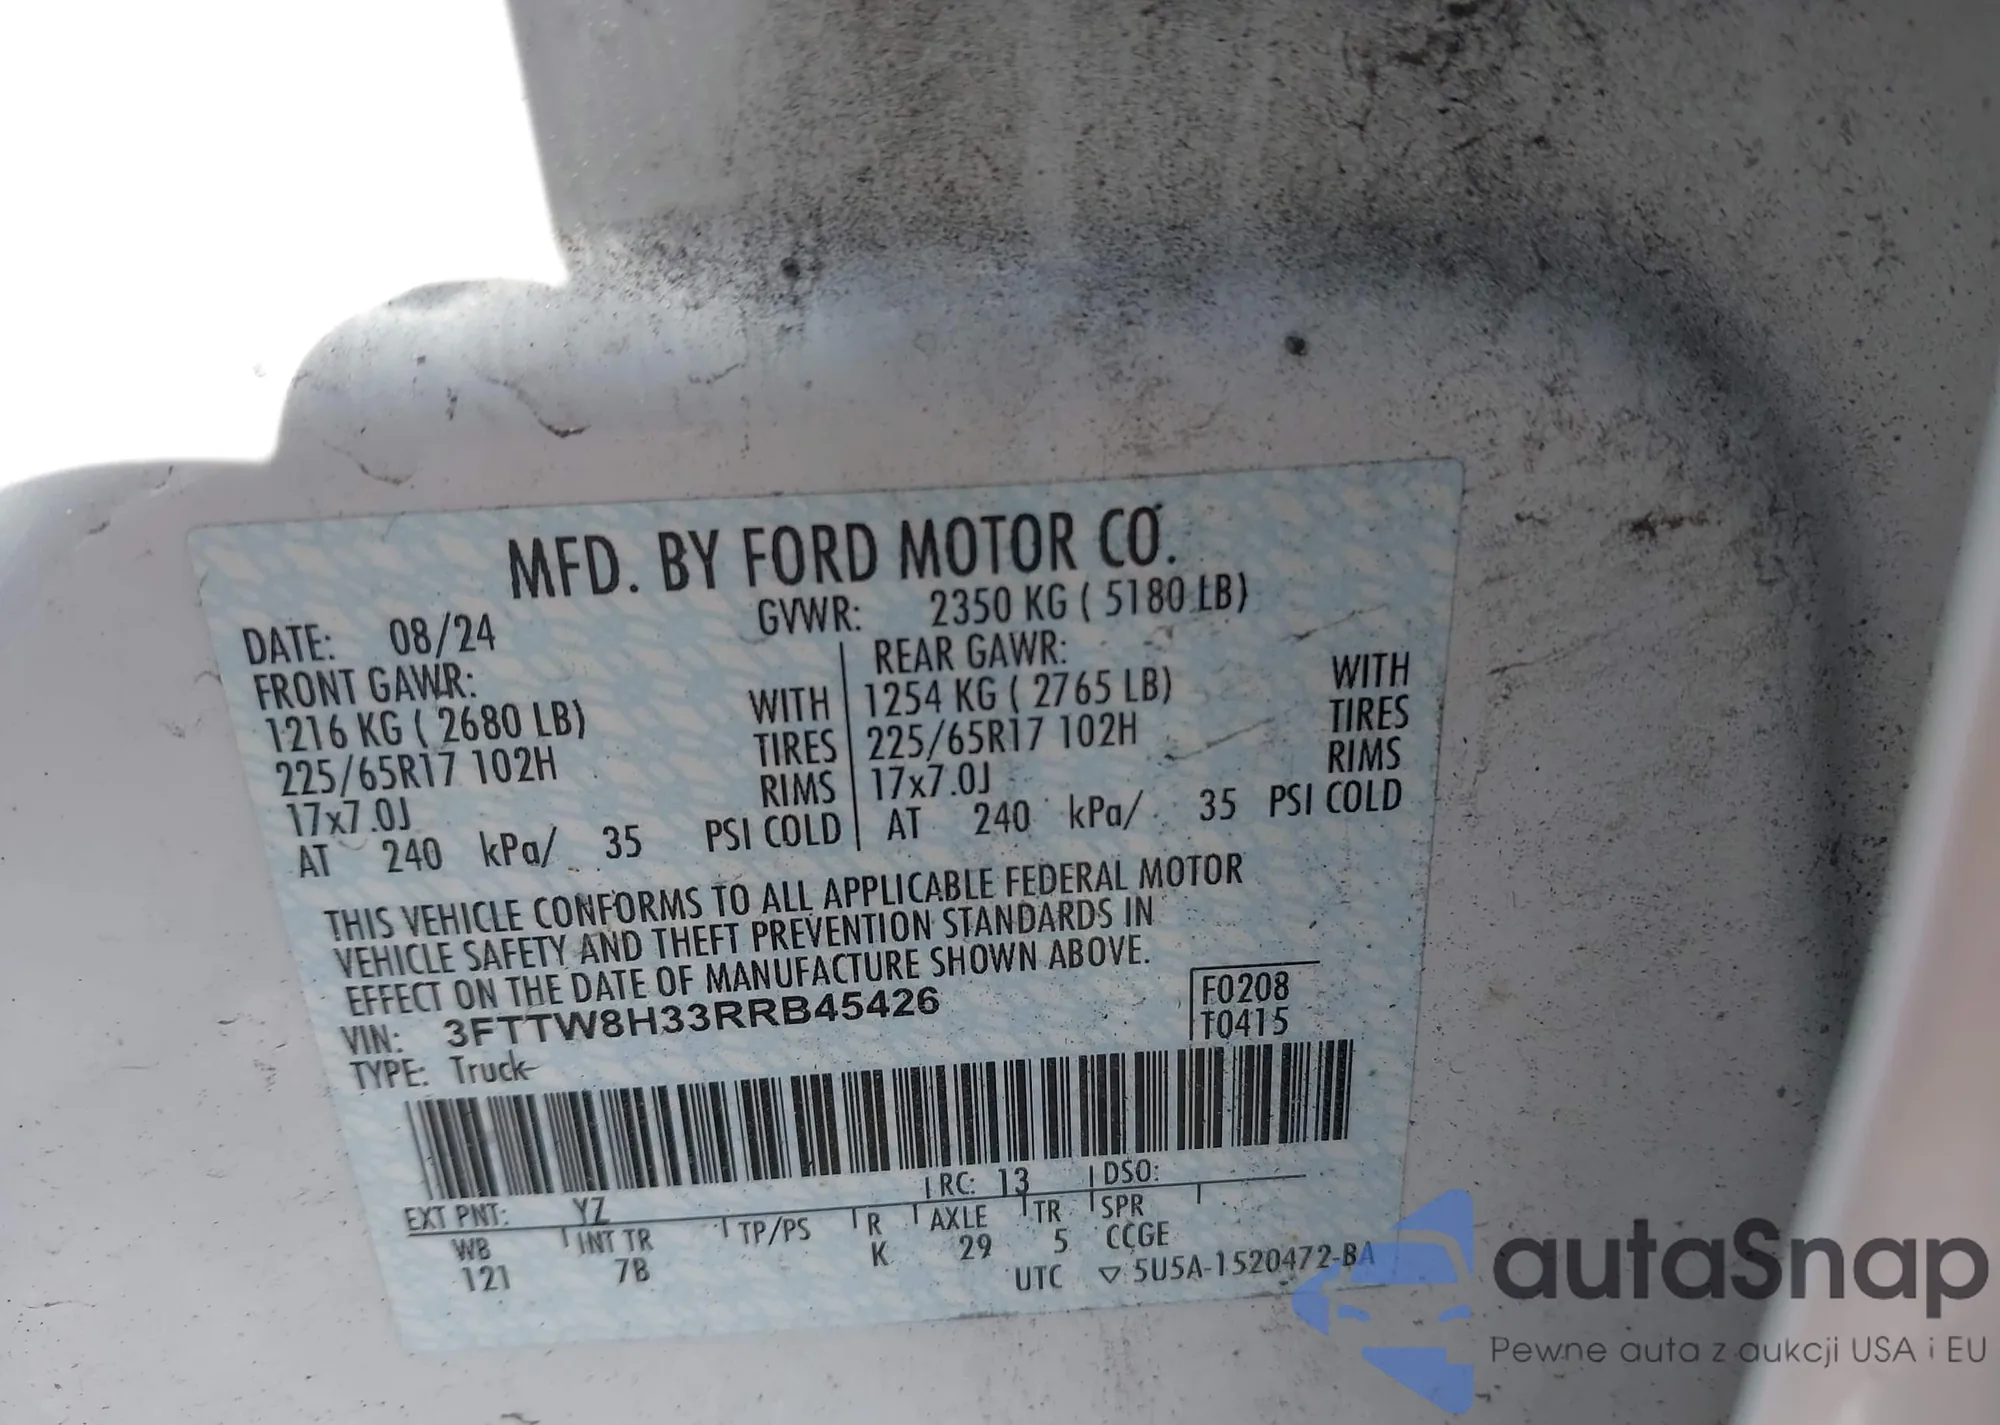 MFD. BY FORD MOTOR CO.
DATE: 08/24 GVWR: 2350 KG ( 5180 LB)
FRONT GAWR: REAR GAWR:
1216 KG ( 2680 LB) WITH 1254 KG ( 2765 LB) WITH
225/65R17 102H TIRES 225/65R17 102H TIRES
17x7.0J RIMS 17x7.0J RIMS
AT 240 kPa/ 35 PSI COLD AT 240 kPa/ 35 PSI COLD
THIS VEHICLE CONFORMS TO ALL APPLICABLE FEDERAL MOTOR
VEHICLE SAFETY AND THEFT PREVENTION STANDARDS IN
EFFECT ON THE DATE OF MANUFACTURE SHOWN ABOVE.
VIN: 3FTTW8H33RRB45426 F0208
TYPE: Truck T0415
EXT PNT: YZ RC: 13 DSO:
WB INT TR TP/PS R AXLE TR SPR
121 7B K 29 5 CCGE
UTC ▽ 5U5A-1520472-BA
autaSnap
Pewne auta z aukcji USA i EU